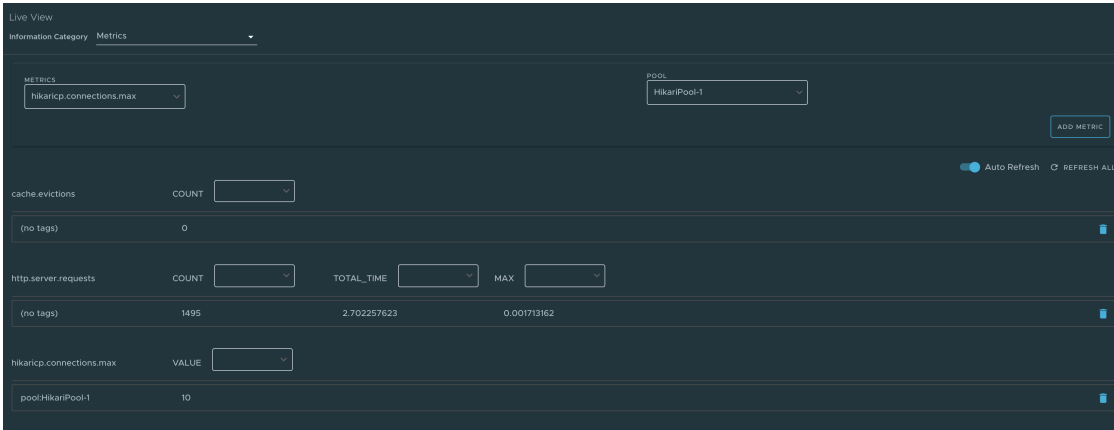 Live View
Information Category Metrics
METRICS POOL
hikaricp.connections.max HikariPool-1
ADD METRIC
Auto Refresh REFRESH ALL
cache.evictions COUNT
(no tags) 0
http.server.requests COUNT TOTAL_TIME MAX
(no tags) 1495 2.702257623 0.001713162
hikaricp.connections.max VALUE
pool:HikariPool-1 10